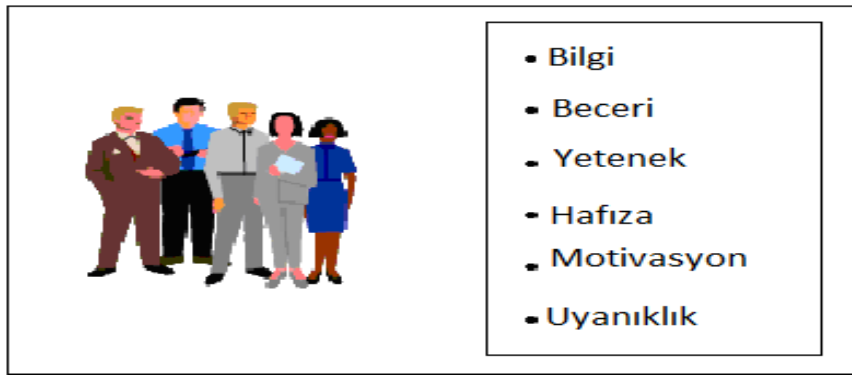 • Bilgi
• Beceri
• Yetenek
• Hafıza
• Motivasyon
• Uyanıklık